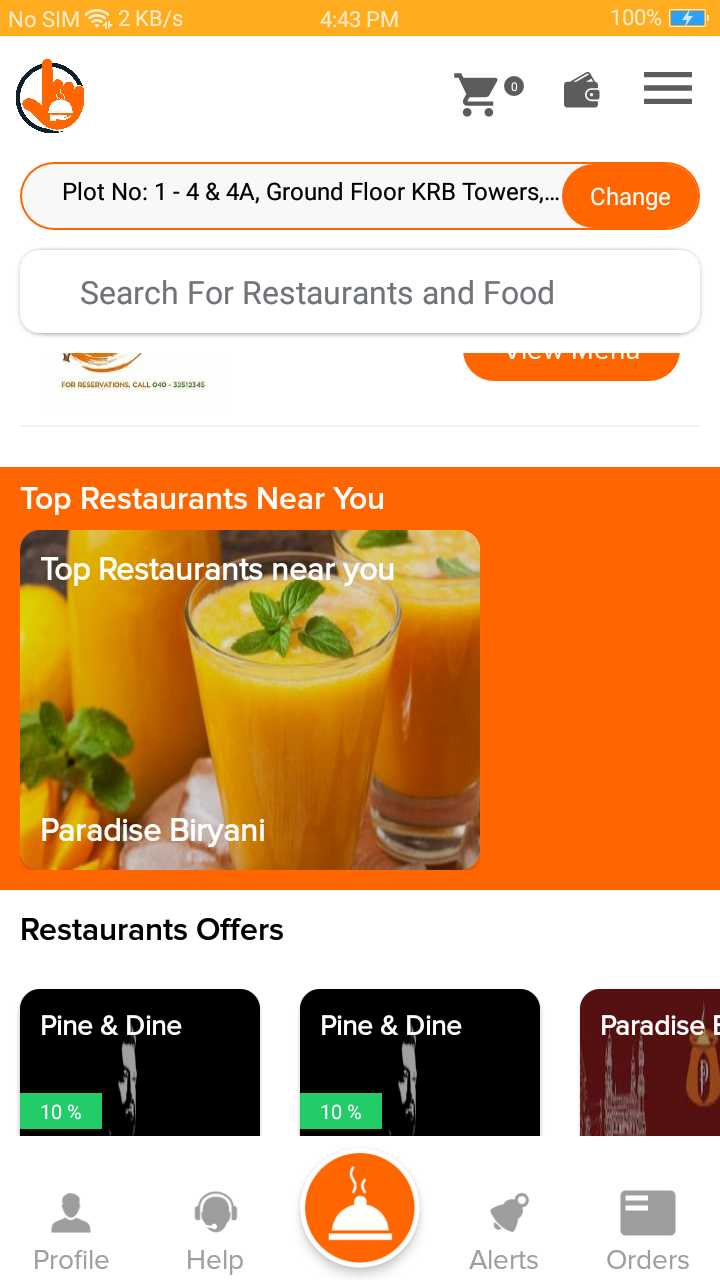 No SIM 2 KB/s 4:43 PM 100%
0
Plot No: 1 - 4 & 4A, Ground Floor KRB Towers,... Change
Search For Restaurants and Food
View Menu
FOR RESERVATIONS, CALL 040 - 32512345
Top Restaurants Near You
Top Restaurants near you
Paradise Biryani
Restaurants Offers
Pine & Dine Pine & Dine Paradise B
10 % 10 %
Profile Help Alerts Orders